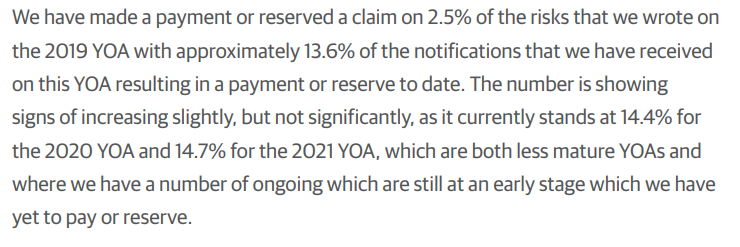 We have made a payment or reserved a claim on 2.5% of the risks that we wrote on
the 2019 YOA with approximately 13.6% of the notifications that we have received
on this YOA resulting in a payment or reserve to date. The number is showing
signs of increasing slightly, but not significantly, as it currently stands at 14.4% for
the 2020 YOA and 14.7% for the 2021 YOA, which are both less mature YOAs and
where we have a number of ongoing which are still at an early stage which we have
yet to pay or reserve.